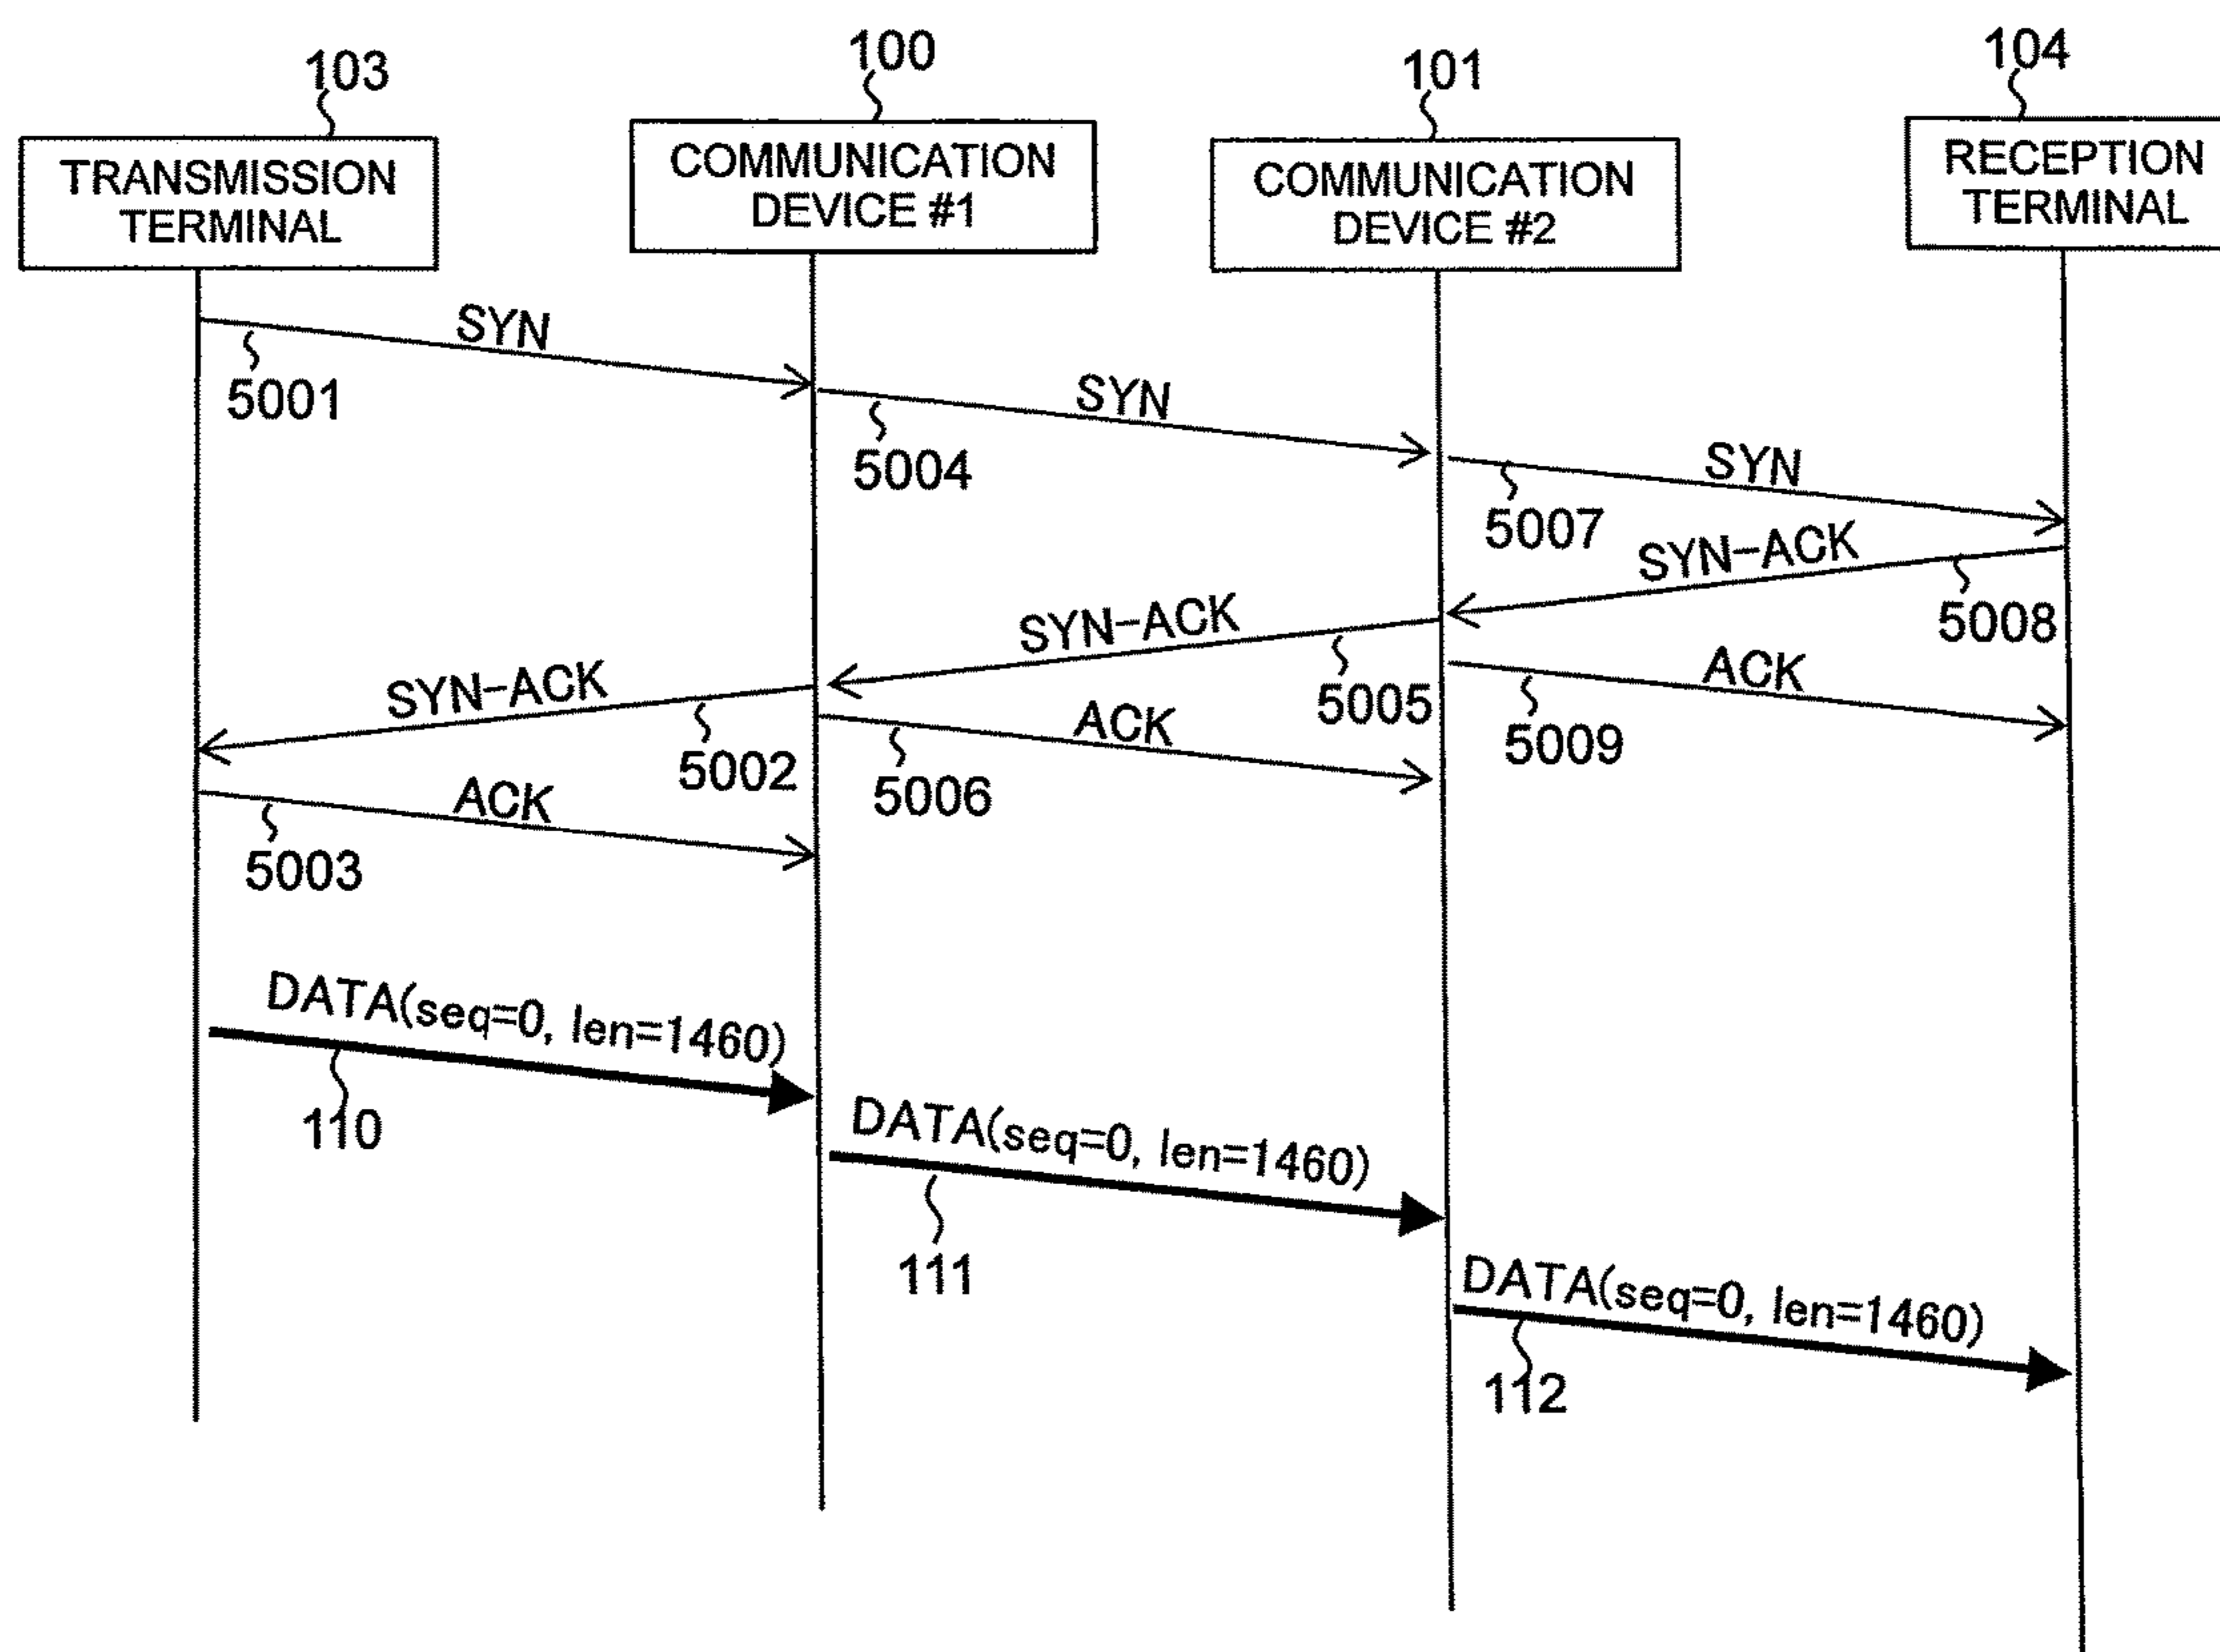 103
100
101
104
TRANSMISSION
TERMINAL
COMMUNICATION
DEVICE #1
COMMUNICATION
DEVICE #2
RECEPTION
TERMINAL
SYN
5001
SYN
5004
SYN
5007
SYN-ACK
5008
SYN-ACK
5005
SYN-ACK
5002
ACK
5009
ACK
5006
ACK
5003
DATA(seq=0, len=1460)
110
DATA(seq=0, len=1460)
111
DATA(seq=0, len=1460)
112